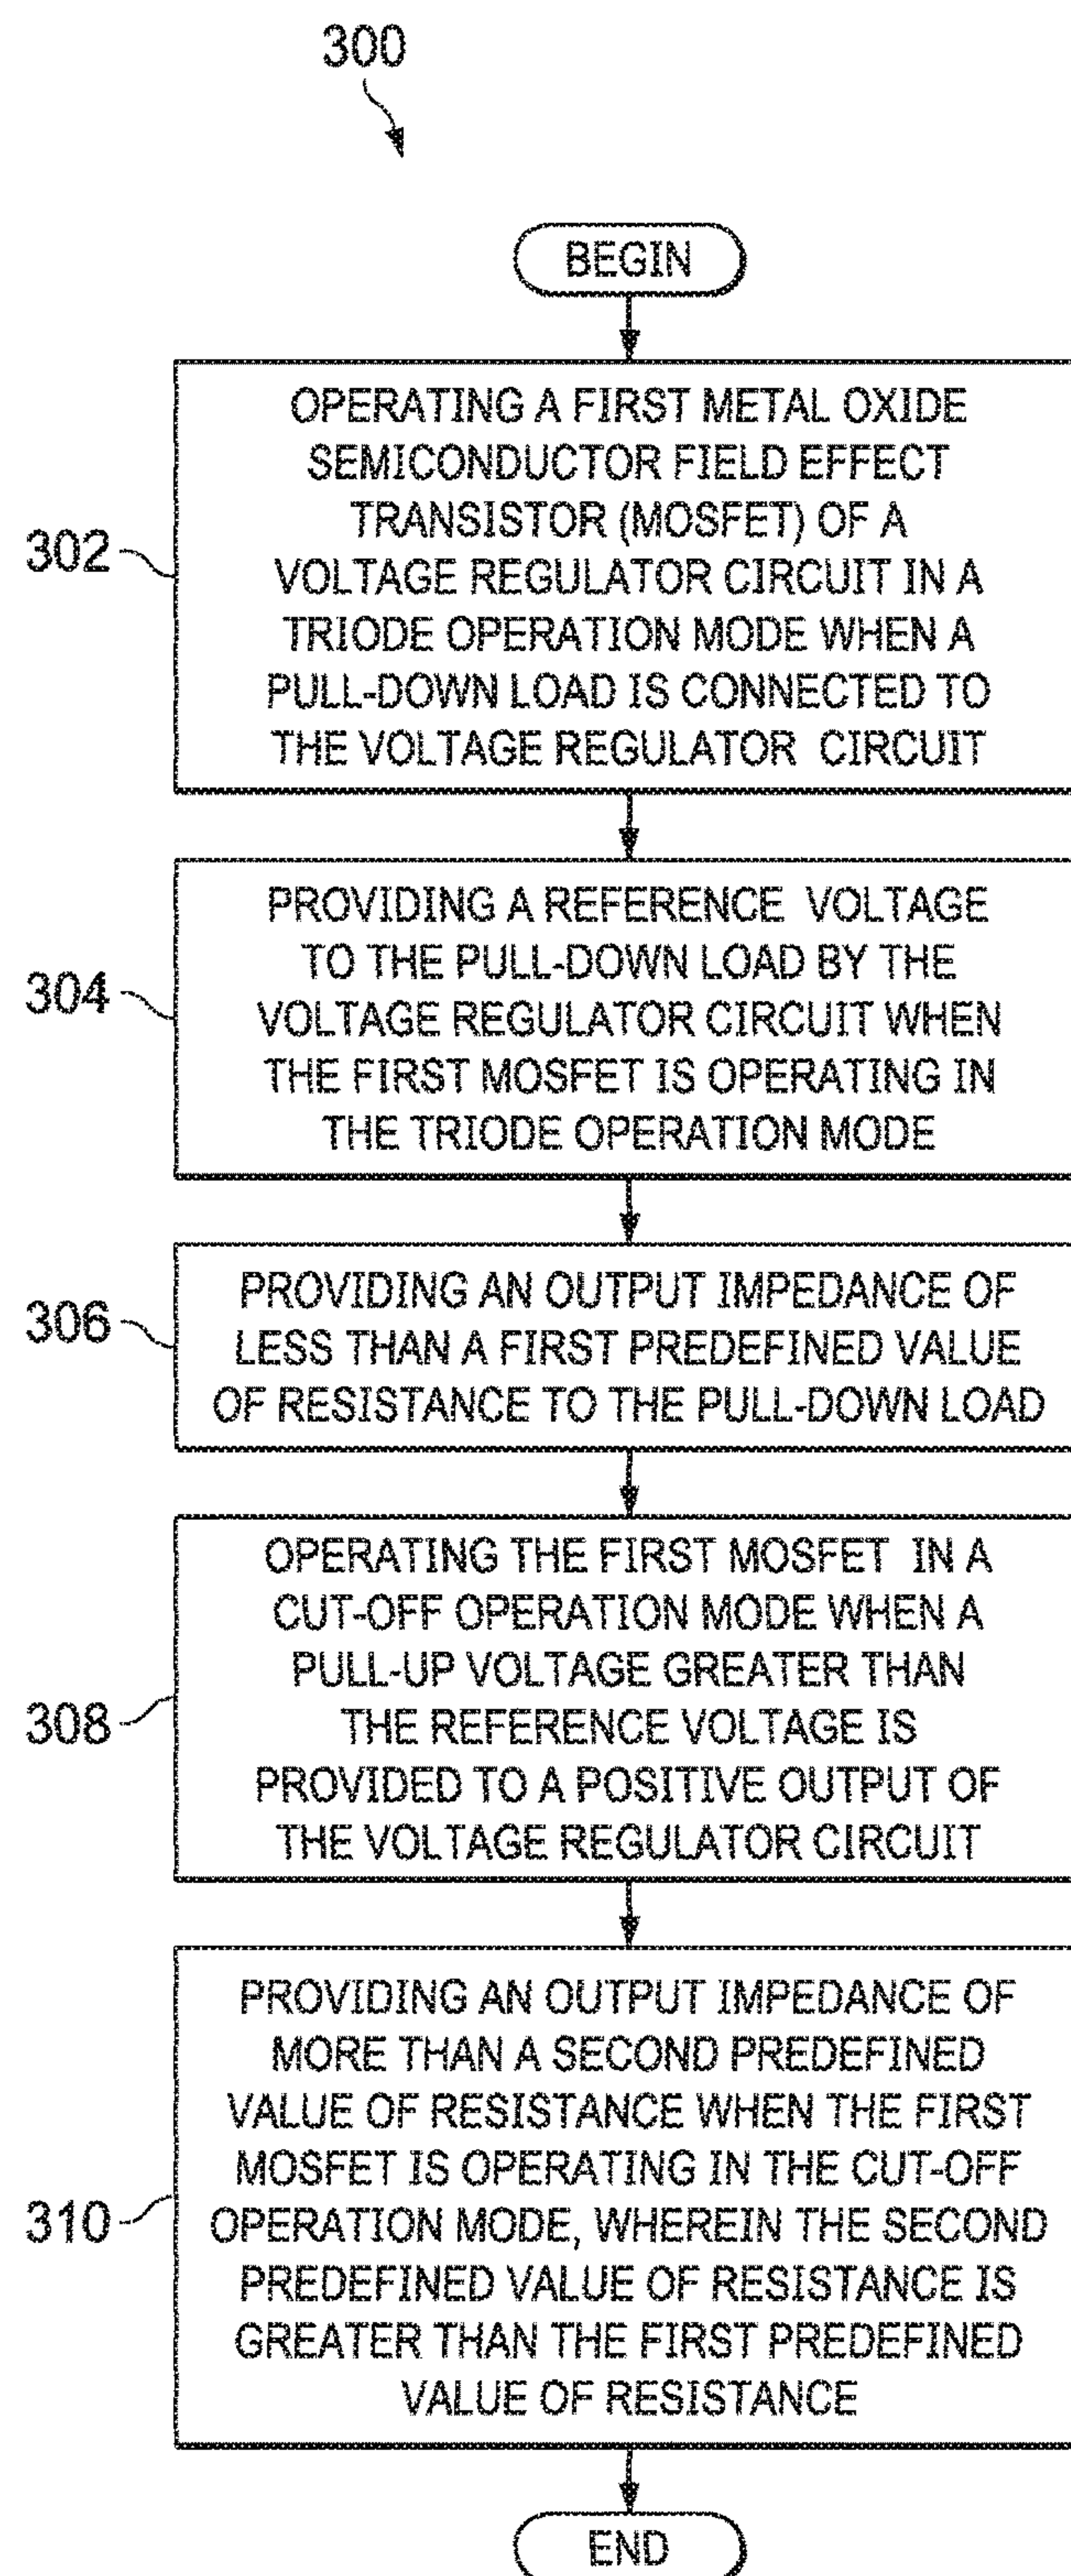 300
BEGIN
302
OPERATING A FIRST METAL OXIDE
SEMICONDUCTOR FIELD EFFECT
TRANSISTOR (MOSFET) OF A
VOLTAGE REGULATOR CIRCUIT IN A
TRIODE OPERATION MODE WHEN A
PULL-DOWN LOAD IS CONNECTED TO
THE VOLTAGE REGULATOR CIRCUIT
304
PROVIDING A REFERENCE VOLTAGE
TO THE PULL-DOWN LOAD BY THE
VOLTAGE REGULATOR CIRCUIT WHEN
THE FIRST MOSFET IS OPERATING IN
THE TRIODE OPERATION MODE
306
PROVIDING AN OUTPUT IMPEDANCE OF
LESS THAN A FIRST PREDEFINED VALUE
OF RESISTANCE TO THE PULL-DOWN LOAD
308
OPERATING THE FIRST MOSFET IN A
CUT-OFF OPERATION MODE WHEN A
PULL-UP VOLTAGE GREATER THAN
THE REFERENCE VOLTAGE IS
PROVIDED TO A POSITIVE OUTPUT OF
THE VOLTAGE REGULATOR CIRCUIT
310
PROVIDING AN OUTPUT IMPEDANCE OF
MORE THAN A SECOND PREDEFINED
VALUE OF RESISTANCE WHEN THE FIRST
MOSFET IS OPERATING IN THE CUT-OFF
OPERATION MODE, WHEREIN THE SECOND
PREDEFINED VALUE OF RESISTANCE IS
GREATER THAN THE FIRST PREDEFINED
VALUE OF RESISTANCE
END